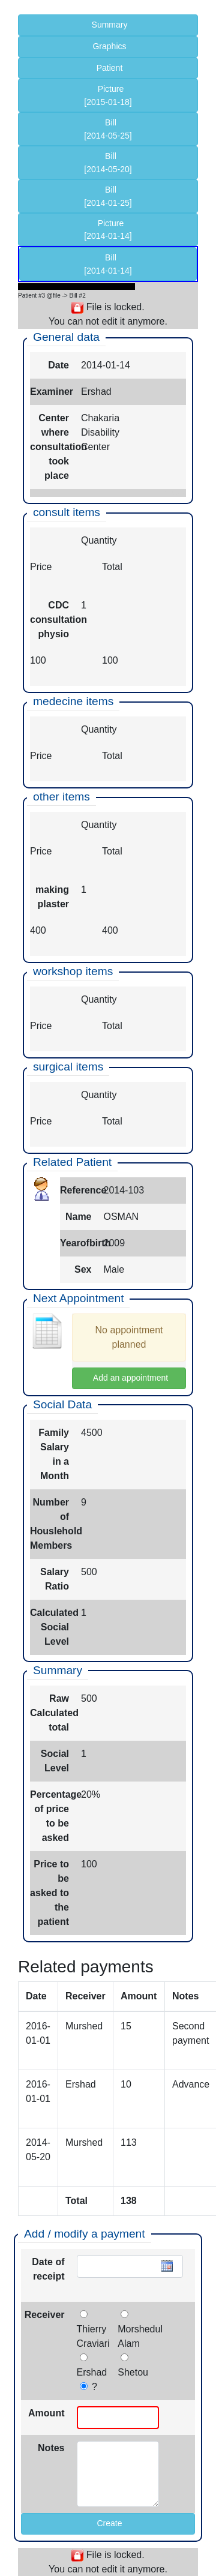 Summary
Graphics
Patient
Picture
[2015-01-18]
Bill
[2014-05-25]
Bill
[2014-05-20]
Bill
[2014-01-25]
Picture
[2014-01-14]
Bill
[2014-01-14]
Patient #3 @file -> Bill #2
File is locked.
You can not edit it anymore.
General data
Date 2014-01-14
Examiner Ershad
Center Chakaria
where Disability
consultation Center
took
place
consult items
Quantity
Price Total
CDC 1
consultation
physio
100 100
medecine items
Quantity
Price Total
other items
Quantity
Price Total
making 1
plaster
400 400
workshop items
Quantity
Price Total
surgical items
Quantity
Price Total
Related Patient
Reference 2014-103
Name OSMAN
Yearofbirth 2009
Sex Male
Next Appointment
No appointment
planned
Add an appointment
Social Data
Family 4500
Salary
in a
Month
Number 9
of
Houslehold
Members
Salary 500
Ratio
Calculated 1
Social
Level
Summary
Raw 500
Calculated
total
Social 1
Level
Percentage 20%
of price
to be
asked
Price to 100
be
asked to
the
patient
Related payments
Date Receiver Amount Notes
2016- Murshed 15 Second
01-01 payment
2016- Ershad 10 Advance
01-01
2014- Murshed 113
05-20
Total 138
Add / modify a payment
Date of
receipt
Receiver
Thierry Morshedul
Craviari Alam
Ershad Shetou
?
Amount
Notes
Create
File is locked.
You can not edit it anymore.